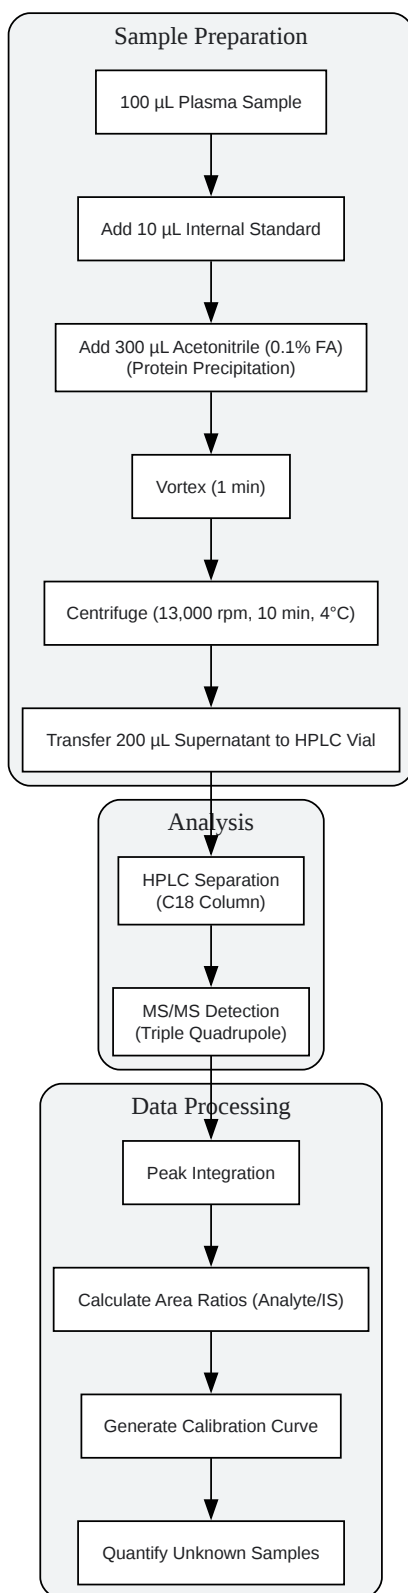 Sample Preparation
100 µL Plasma Sample
Add 10 µL Internal Standard
Add 300 µL Acetonitrile (0.1% FA)
(Protein Precipitation)
Vortex (1 min)
Centrifuge (13,000 rpm, 10 min, 4°C)
Transfer 200 µL Supernatant to HPLC Vial
Analysis
HPLC Separation
(C18 Column)
MS/MS Detection
(Triple Quadrupole)
Data Processing
Peak Integration
Calculate Area Ratios (Analyte/IS)
Generate Calibration Curve
Quantify Unknown Samples